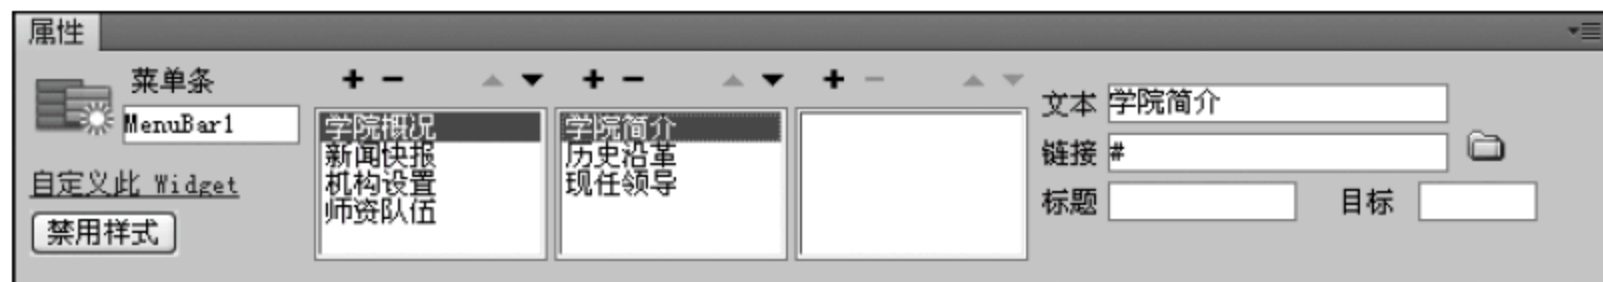 属性
菜单条
MenuBar1
自定义此 Widget
禁用样式
学院概况
新闻快报
机构设置
师资队伍
学院简介
历史沿革
现任领导
文本 学院简介
链接 #
标题
目标